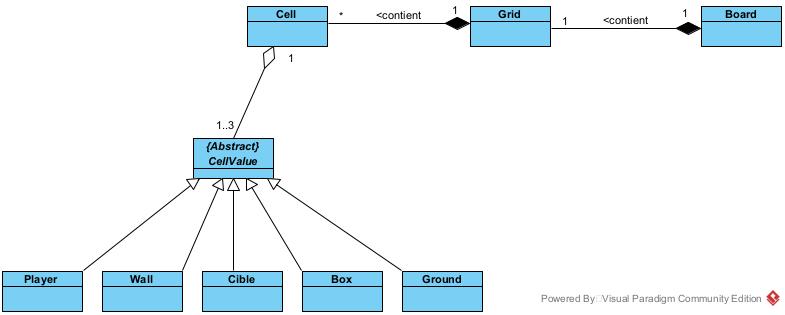 Cell
* <contient 1
Grid
1 <contient 1
Board
1
1..3
{Abstract}
CellValue
Player
Wall
Cible
Box
Ground
Powered By Visual Paradigm Community Edition